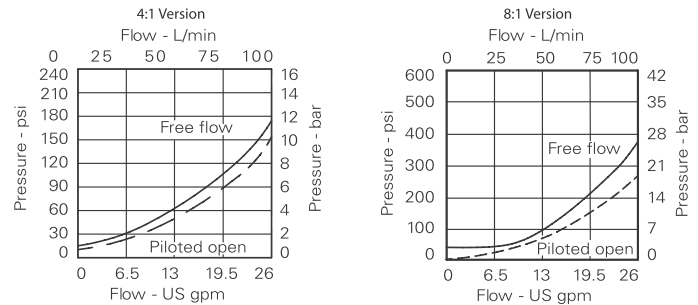 4:1 Version
Flow - L/min
0 25 50 75 100
240 16
210 14
180 12
150 10
120 8
90 6
60 4
30 2
0 0
Pressure - psi
Pressure - bar
Free flow
Piloted open
0 6.5 13 19.5 26
Flow - US gpm
8:1 Version
Flow - L/min
0 25 50 75 100
600 42
500 35
400 28
300 21
200 14
100 7
0 0
Pressure - psi
Pressure - bar
Free flow
Piloted open
0 6.5 13 19.5 26
Flow - US gpm